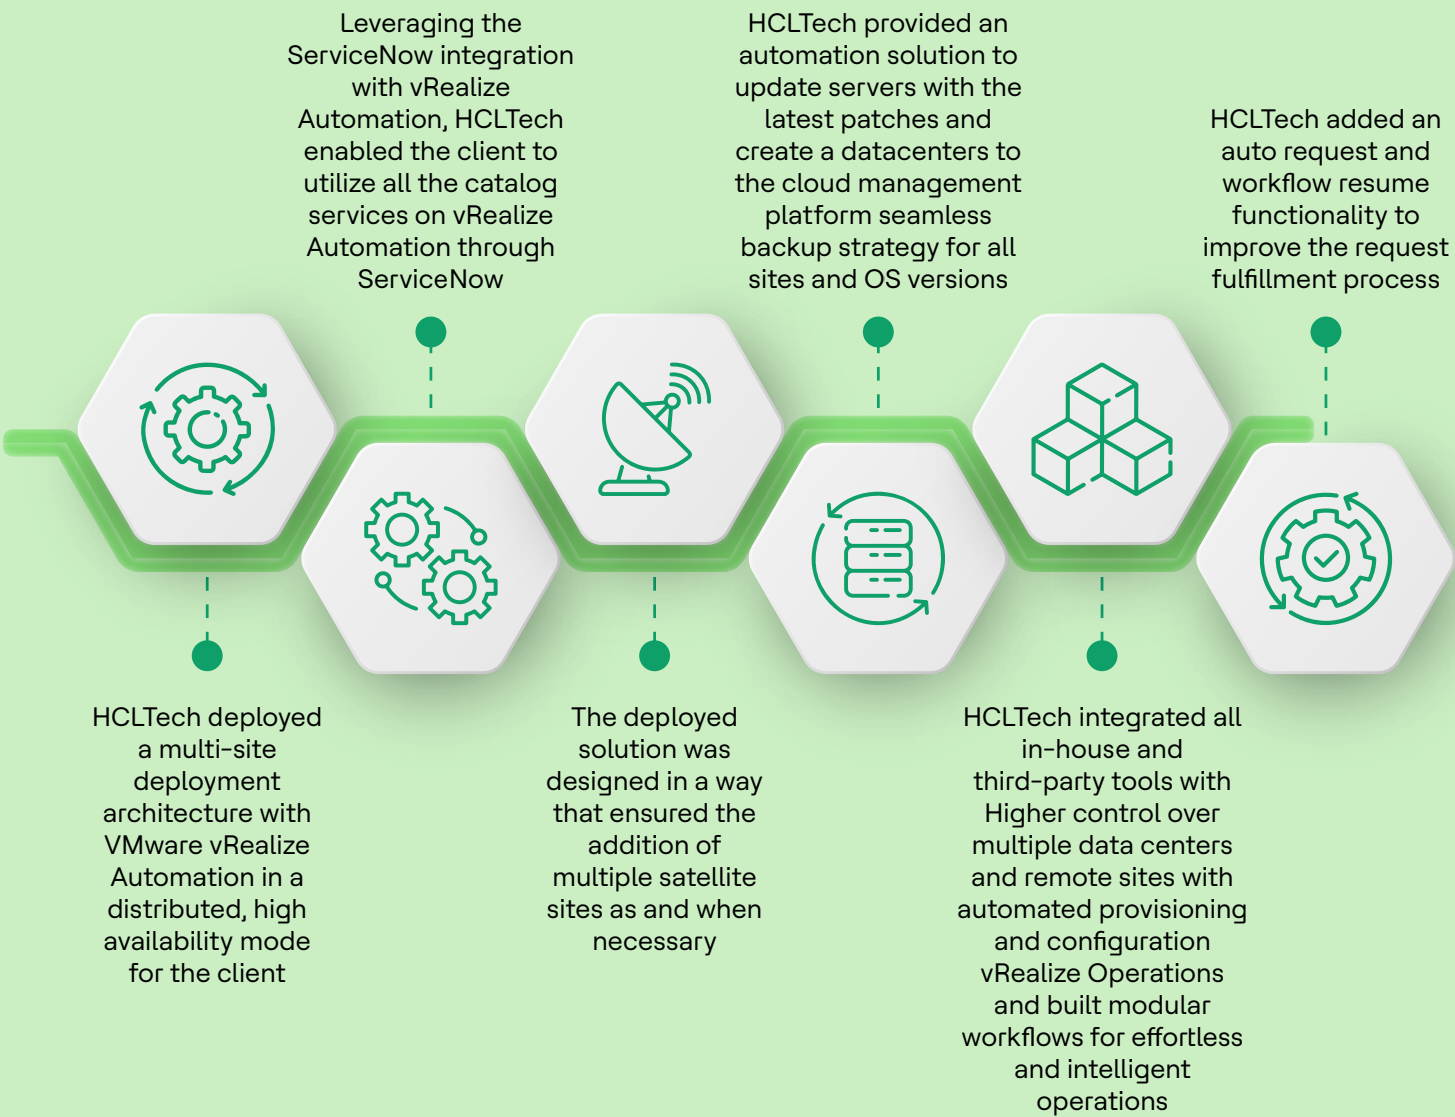 Leveraging the
ServiceNow integration
with vRealize
Automation, HCLTech
enabled the client to
utilize all the catalog
services on vRealize
Automation through
ServiceNow
HCLTech provided an
automation solution to
update servers with the
latest patches and
create a datacenters to
the cloud management
platform seamless
backup strategy for all
sites and OS versions
HCLTech added an
auto request and
workflow resume
functionality to
improve the request
fulfillment process
HCLTech deployed
a multi-site
deployment
architecture with
VMware vRealize
Automation in a
distributed, high
availability mode
for the client
The deployed
solution was
designed in a way
that ensured the
addition of
multiple satellite
sites as and when
necessary
HCLTech integrated all
in-house and
third-party tools with
Higher control over
multiple data centers
and remote sites with
automated provisioning
and configuration
vRealize Operations
and built modular
workflows for effortless
and intelligent
operations